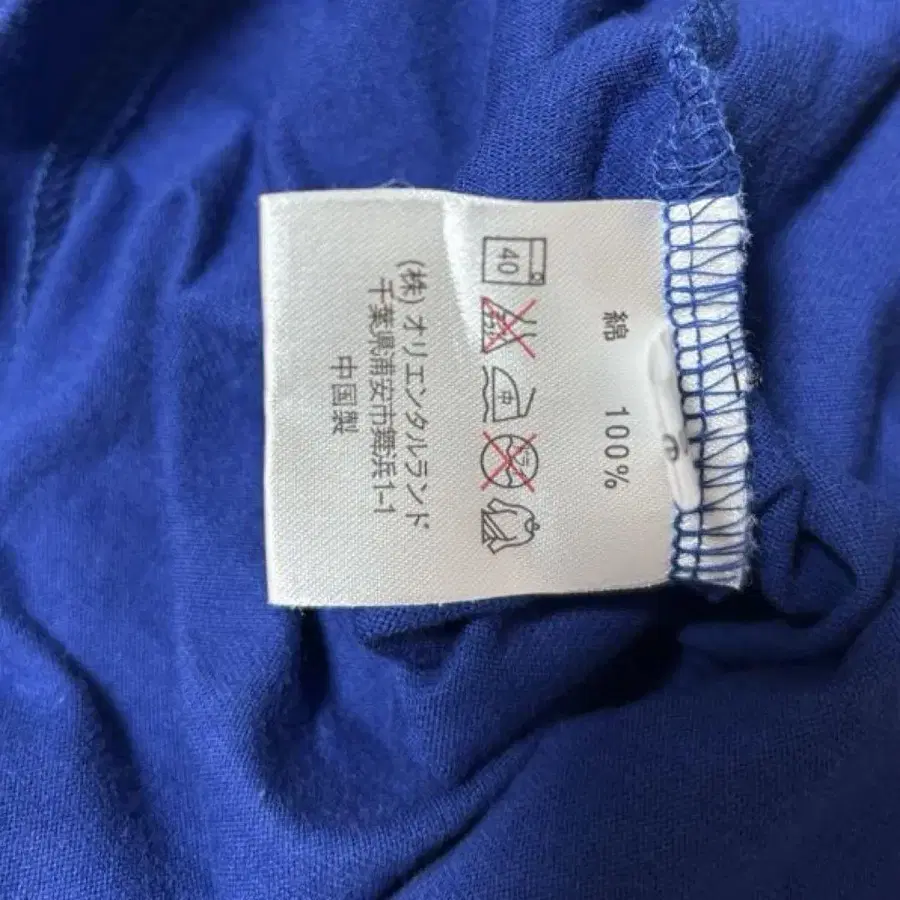 綿 100%
40
中
(株)オリエンタルランド
千葉県浦安市舞浜1-1
中国製